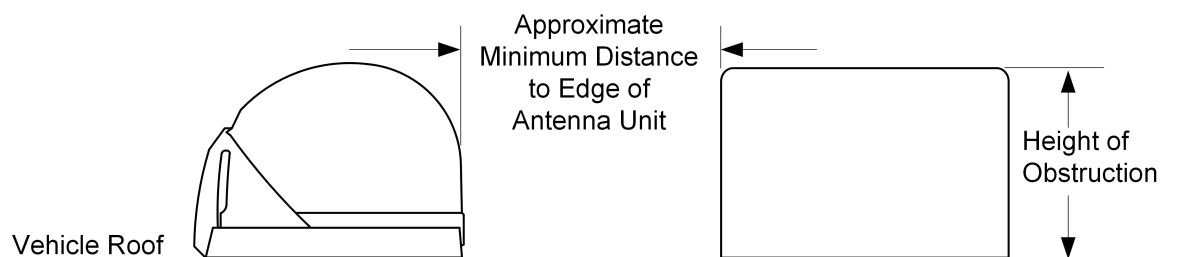 Approximate
Minimum Distance
to Edge of
Antenna Unit
Height of
Obstruction
Vehicle Roof